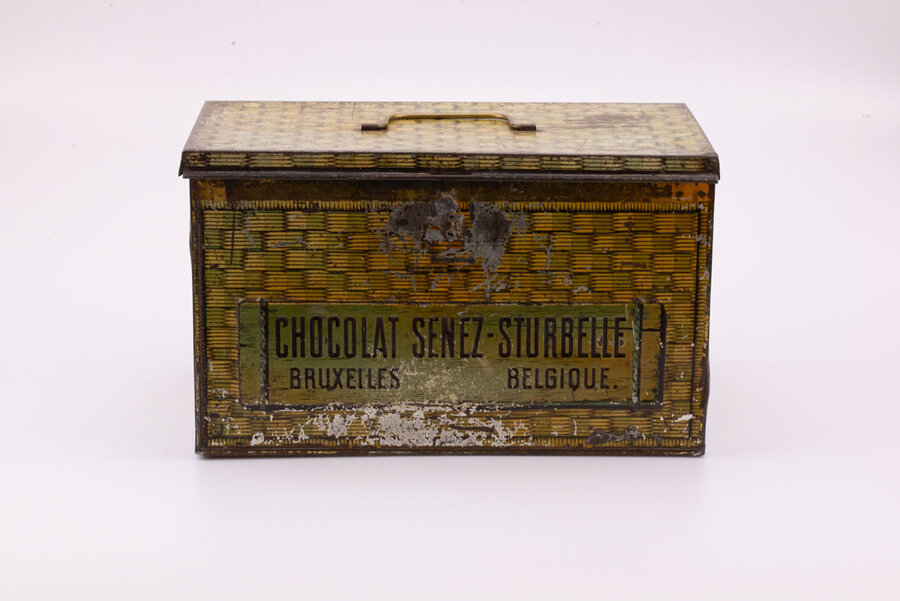 CHOCOLAT SENEZ-STURBELLE
BRUXELLES BELGIQUE.